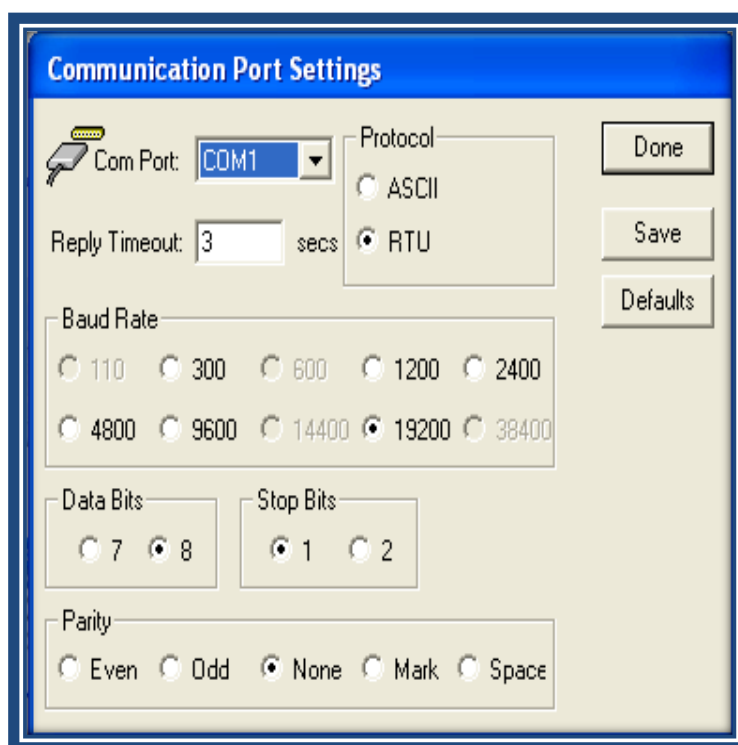 Communication Port Settings
Com Port: COM1
Reply Timeout: 3 secs
Protocol
ASCII
RTU
Done
Save
Defaults
Baud Rate
110 300 600 1200 2400
4800 9600 14400 19200 38400
Data Bits
7 8
Stop Bits
1 2
Parity
Even Odd None Mark Space